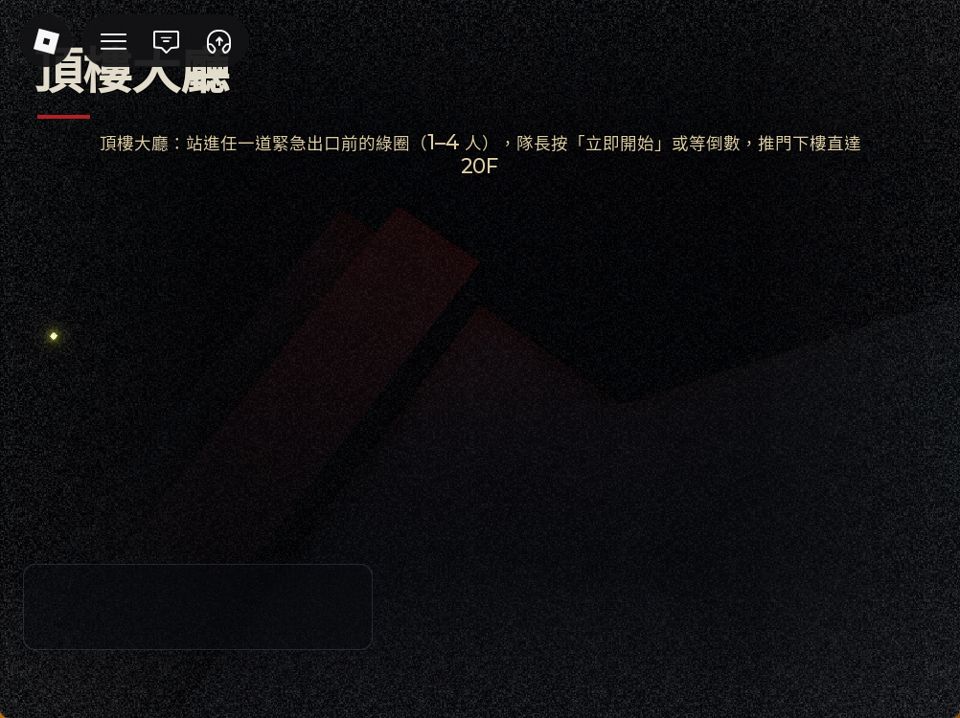 頂樓大廳
頂樓大廳：站進任一道緊急出口前的綠圈（1–4 人），隊長按「立即開始」或等倒數，推門下樓直達
20F